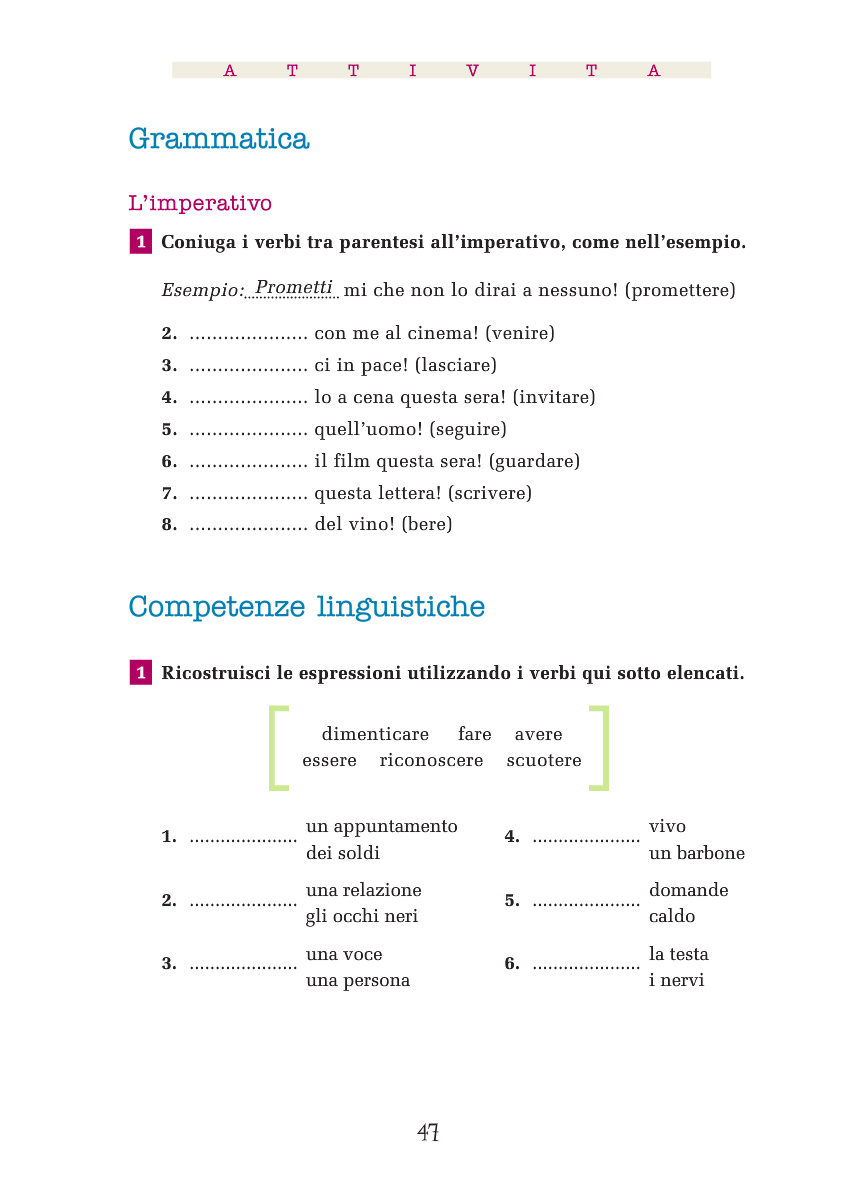 A T T I V I T A
Grammatica
L'imperativo
1 Coniuga i verbi tra parentesi all'imperativo, come nell'esempio.
Esempio: Prometti mi che non lo dirai a nessuno! (promettere)
2. ..................... con me al cinema! (venire)
3. ..................... ci in pace! (lasciare)
4. ..................... lo a cena questa sera! (invitare)
5. ..................... quell'uomo! (seguire)
6. ..................... il film questa sera! (guardare)
7. ..................... questa lettera! (scrivere)
8. ..................... del vino! (bere)
Competenze linguistiche
1 Ricostruisci le espressioni utilizzando i verbi qui sotto elencati.
dimenticare fare avere
essere riconoscere scuotere
1. ..................... un appuntamento
dei soldi
2. ..................... una relazione
gli occhi neri
3. ..................... una voce
una persona
4. ..................... vivo
un barbone
5. ..................... domande
caldo
6. ..................... la testa
i nervi
47